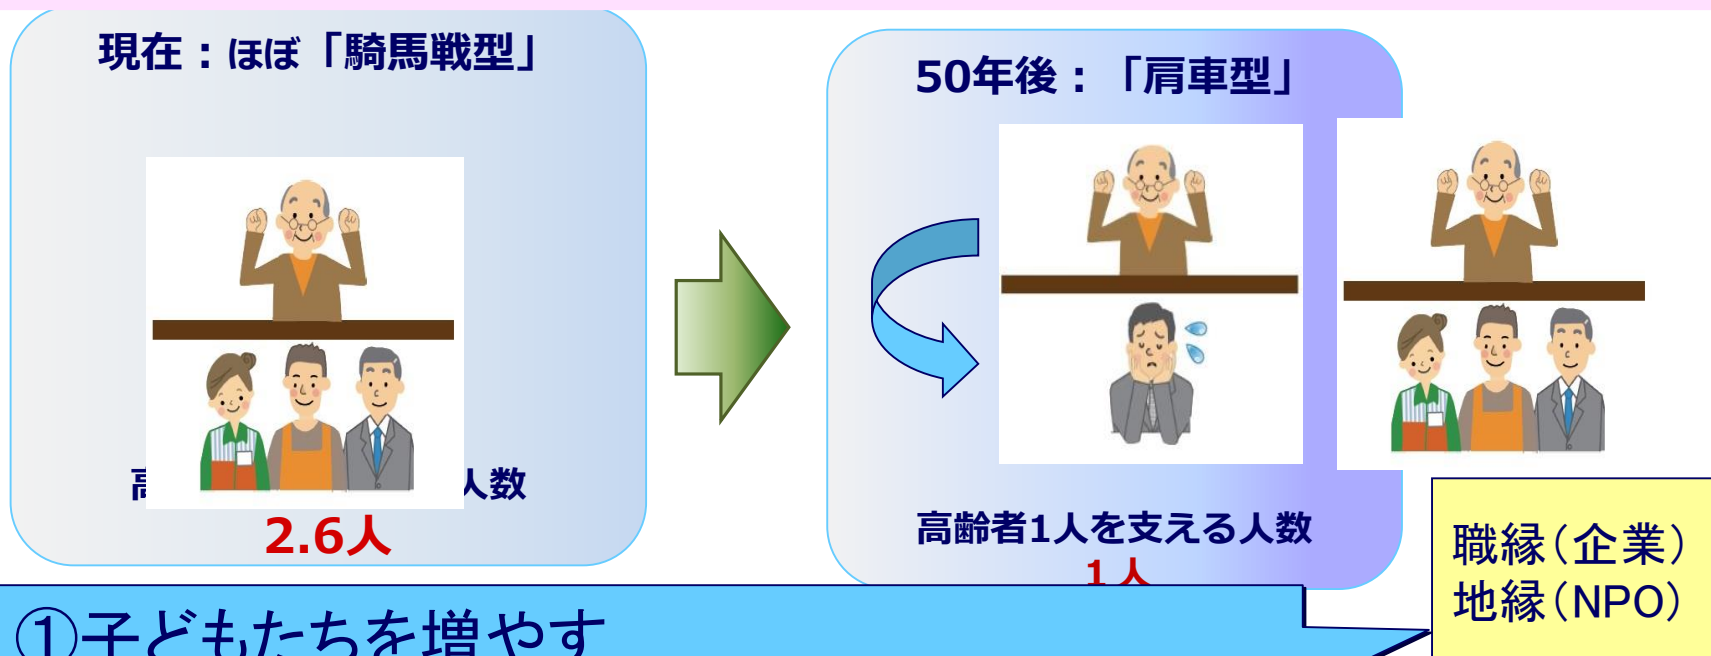 現在：ほぼ「騎馬戦型」
人数
2.6人
50年後：「肩車型」
高齢者1人を支える人数
1人
職縁（企業）
地縁（NPO）
①子どもたちを増やす